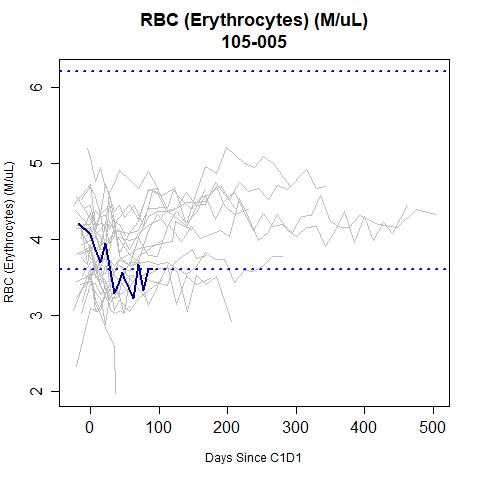 RBC (Erythrocytes) (M/uL)
105-005
RBC (Erythrocytes) (M/uL)
6
5
4
3
2
0 100 200 300 400 500
Days Since C1D1